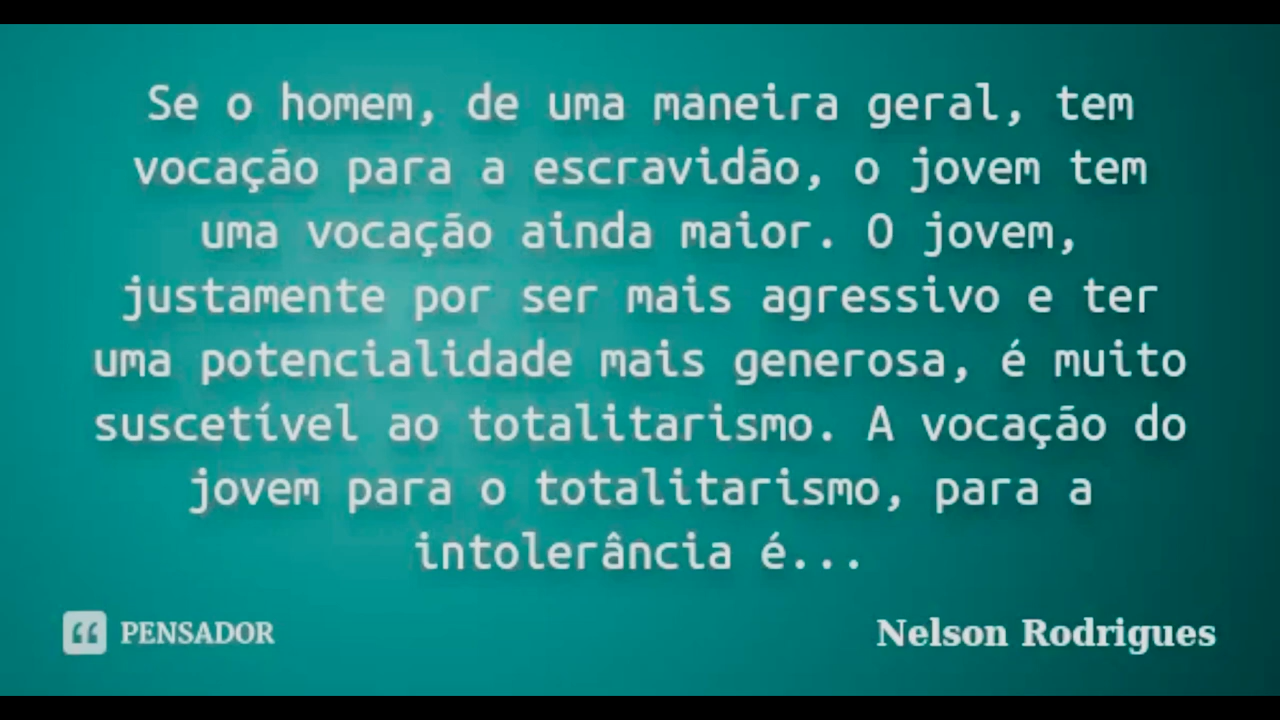 Se o homem, de uma maneira geral, tem
vocação para a escravidão, o jovem tem
uma vocação ainda maior. O jovem,
justamente por ser mais agressivo e ter
uma potencialidade mais generosa, é muito
suscetível ao totalitarismo. A vocação do
jovem para o totalitarismo, para a
intolerância é...
PENSADOR
Nelson Rodrigues